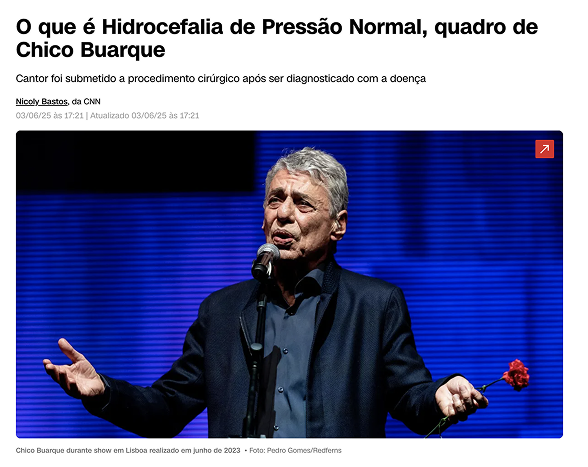 O que é Hidrocefalia de Pressão Normal, quadro de
Chico Buarque
Cantor foi submetido a procedimento cirúrgico após ser diagnosticado com a doença
Nicoly Bastos, da CNN
03/06/25 às 17:21 | Atualizado 03/06/25 às 17:21
Chico Buarque durante show em Lisboa realizado em junho de 2023 • Foto: Pedro Gomes/Redferns